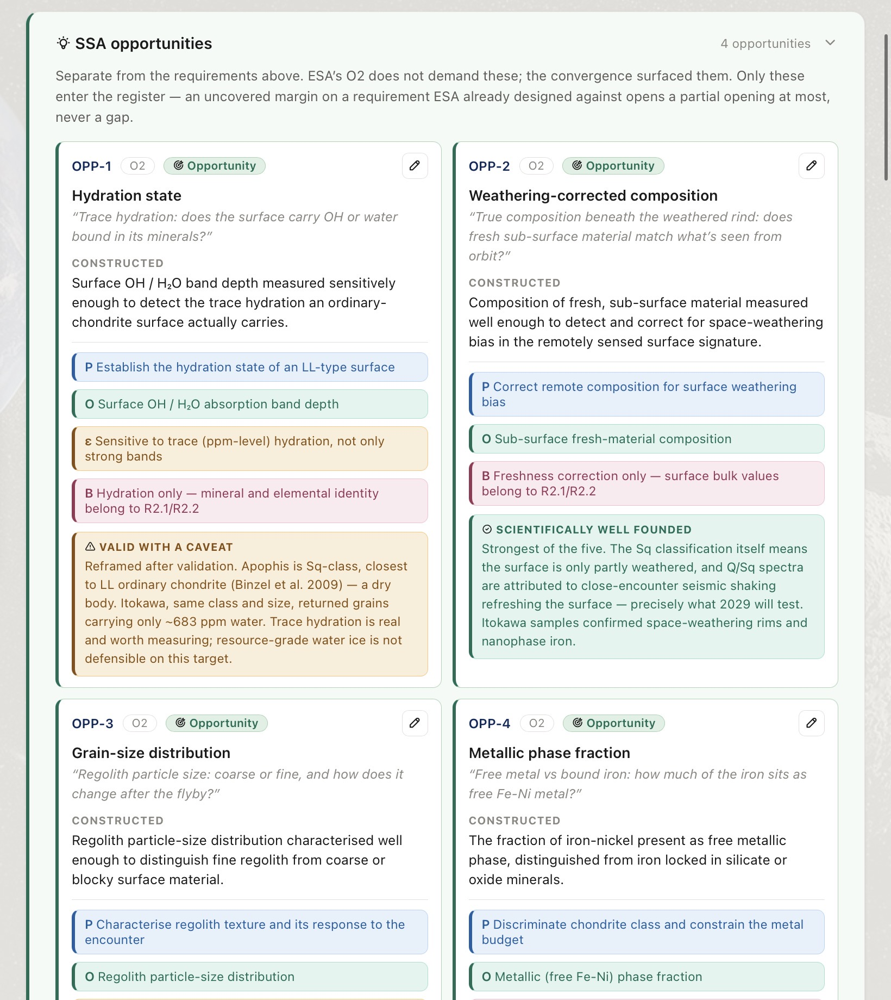 SSA opportunities
4 opportunities
Separate from the requirements above. ESA’s O2 does not demand these; the convergence surfaced them. Only these
enter the register — an uncovered margin on a requirement ESA already designed against opens a partial opening at most,
never a gap.
OPP-1 O2 Opportunity
Hydration state
“Trace hydration: does the surface carry OH or water
bound in its minerals?”
CONSTRUCTED
Surface OH / H₂O band depth measured sensitively
enough to detect the trace hydration an ordinary-
chondrite surface actually carries.
P Establish the hydration state of an LL-type surface
O Surface OH / H₂O absorption band depth
ε Sensitive to trace (ppm-level) hydration, not only
strong bands
B Hydration only — mineral and elemental identity
belong to R2.1/R2.2
VALID WITH A CAVEAT
Reframed after validation. Apophis is Sq-class, closest
to LL ordinary chondrite (Binzel et al. 2009) — a dry
body. Itokawa, same class and size, returned grains
carrying only ~683 ppm water. Trace hydration is real
and worth measuring; resource-grade water ice is not
defensible on this target.
OPP-2 O2 Opportunity
Weathering-corrected composition
“True composition beneath the weathered rind: does
fresh sub-surface material match what’s seen from
orbit?”
CONSTRUCTED
Composition of fresh, sub-surface material measured
well enough to detect and correct for space-weathering
bias in the remotely sensed surface signature.
P Correct remote composition for surface weathering
bias
O Sub-surface fresh-material composition
B Freshness correction only — surface bulk values
belong to R2.1/R2.2
SCIENTIFICALLY WELL FOUNDED
Strongest of the five. The Sq classification itself means
the surface is only partly weathered, and Q/Sq spectra
are attributed to close-encounter seismic shaking
refreshing the surface — precisely what 2029 will test.
Itokawa samples confirmed space-weathering rims and
nanophase iron.
OPP-3 O2 Opportunity
Grain-size distribution
“Regolith particle size: coarse or fine, and how does it
change after the flyby?”
CONSTRUCTED
Regolith particle-size distribution characterised well
enough to distinguish fine regolith from coarse or
blocky surface material.
P Characterise regolith texture and its response to the
encounter
O Regolith particle-size distribution
OPP-4 O2 Opportunity
Metallic phase fraction
“Free metal vs bound iron: how much of the iron sits as
free Fe-Ni metal?”
CONSTRUCTED
The fraction of iron-nickel present as free metallic
phase, distinguished from iron locked in silicate or
oxide minerals.
P Discriminate chondrite class and constrain the metal
budget
O Metallic (free Fe-Ni) phase fraction